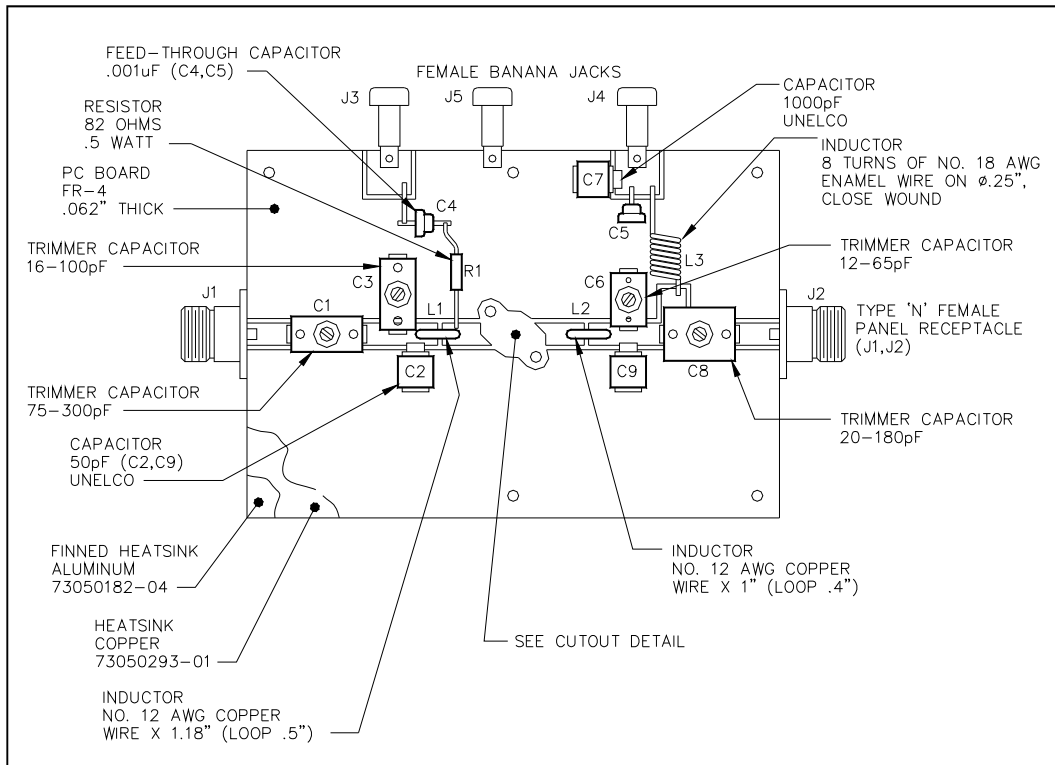 FEED-THROUGH CAPACITOR
.001uF (C4,C5)
FEMALE BANANA JACKS
J3
J5
J4
CAPACITOR
1000pF
UNELCO
RESISTOR
82 OHMS
.5 WATT
INDUCTOR
8 TURNS OF NO. 18 AWG
ENAMEL WIRE ON ø.25",
CLOSE WOUND
PC BOARD
FR-4
.062" THICK
C7
C4
C5
TRIMMER CAPACITOR
16-100pF
C3
R1
C6
L3
TRIMMER CAPACITOR
12-65pF
J1
C1
L1
L2
J2
TYPE 'N' FEMALE
PANEL RECEPTACLE
(J1,J2)
C2
C9
C8
TRIMMER CAPACITOR
75-300pF
TRIMMER CAPACITOR
20-180pF
CAPACITOR
50pF (C2,C9)
UNELCO
FINNED HEATSINK
ALUMINUM
73050182-04
INDUCTOR
NO. 12 AWG COPPER
WIRE X 1" (LOOP .4")
HEATSINK
COPPER
73050293-01
SEE CUTOUT DETAIL
INDUCTOR
NO. 12 AWG COPPER
WIRE X 1.18" (LOOP .5")